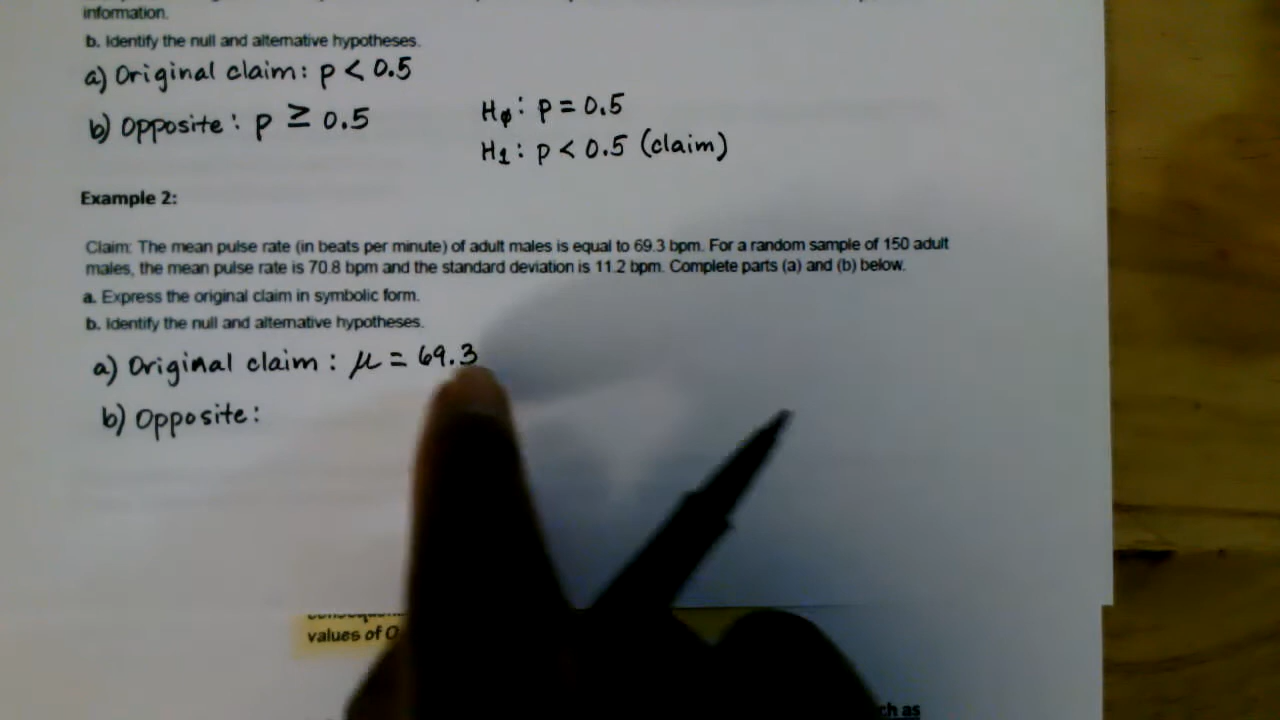 information.
b. Identify the null and alternative hypotheses.
a) Original claim: p < 0.5
b) Opposite: p ≥ 0.5
H₀: p = 0.5
H₁: p < 0.5 (claim)
Example 2:
Claim: The mean pulse rate (in beats per minute) of adult males is equal to 69.3 bpm. For a random sample of 150 adult
males, the mean pulse rate is 70.8 bpm and the standard deviation is 11.2 bpm. Complete parts (a) and (b) below.
a. Express the original claim in symbolic form.
b. Identify the null and alternative hypotheses.
a) Original claim: μ = 69.3
b) Opposite:
values of
as